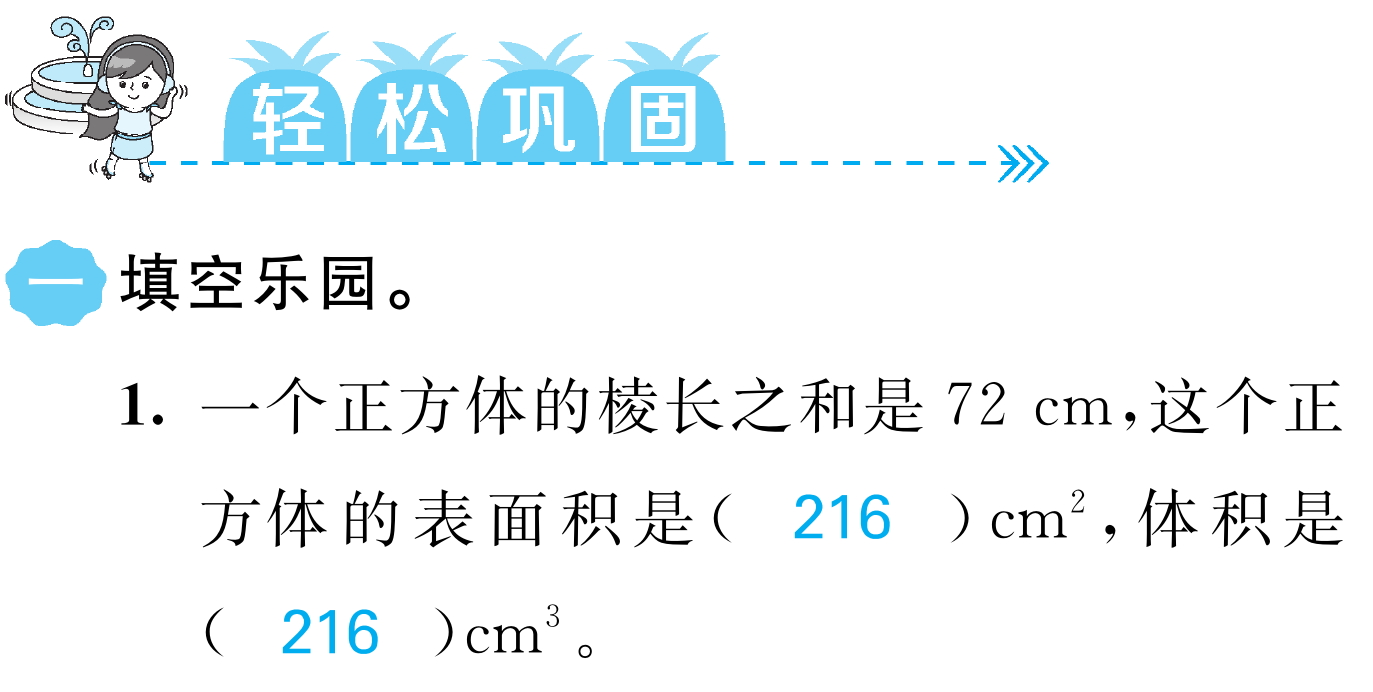 轻松巩固
一 填空乐园。
1. 一个正方体的棱长之和是 72 cm,这个正
方体的表面积是( 216 )cm²,体积是
( 216 )cm³。